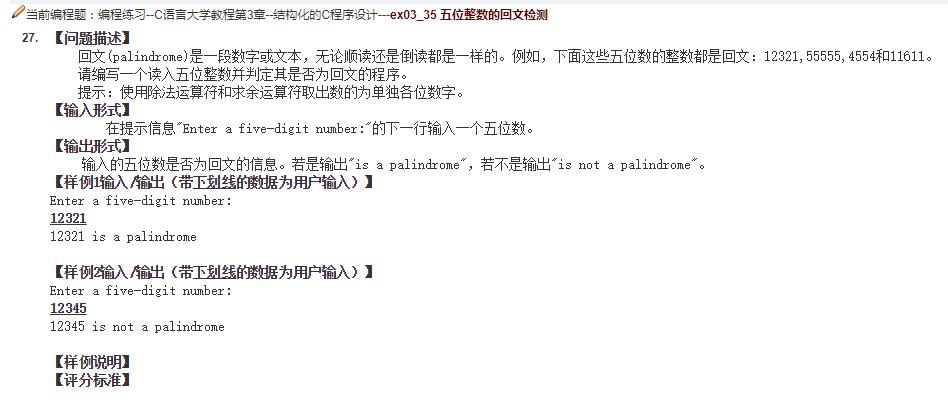 当前编程题：编程练习--C语言大学教程第3章--结构化的C程序设计---ex03_35 五位整数的回文检测
27. 【问题描述】
回文(palindrome)是一段数字或文本，无论顺读还是倒读都是一样的。例如，下面这些五位数的整数都是回文：12321,55555,4554和11611。
请编写一个读入五位整数并判定其是否为回文的程序。
提示：使用除法运算符和求余运算符取出数的为单独各位数字。
【输入形式】
在提示信息"Enter a five-digit number:"的下一行输入一个五位数。
【输出形式】
输入的五位数是否为回文的信息。若是输出"is a palindrome"，若不是输出"is not a palindrome"。
【样例1输入/输出（带下划线的数据为用户输入）】
Enter a five-digit number:
12321
12321 is a palindrome
【样例2输入/输出（带下划线的数据为用户输入）】
Enter a five-digit number:
12345
12345 is not a palindrome
【样例说明】
【评分标准】